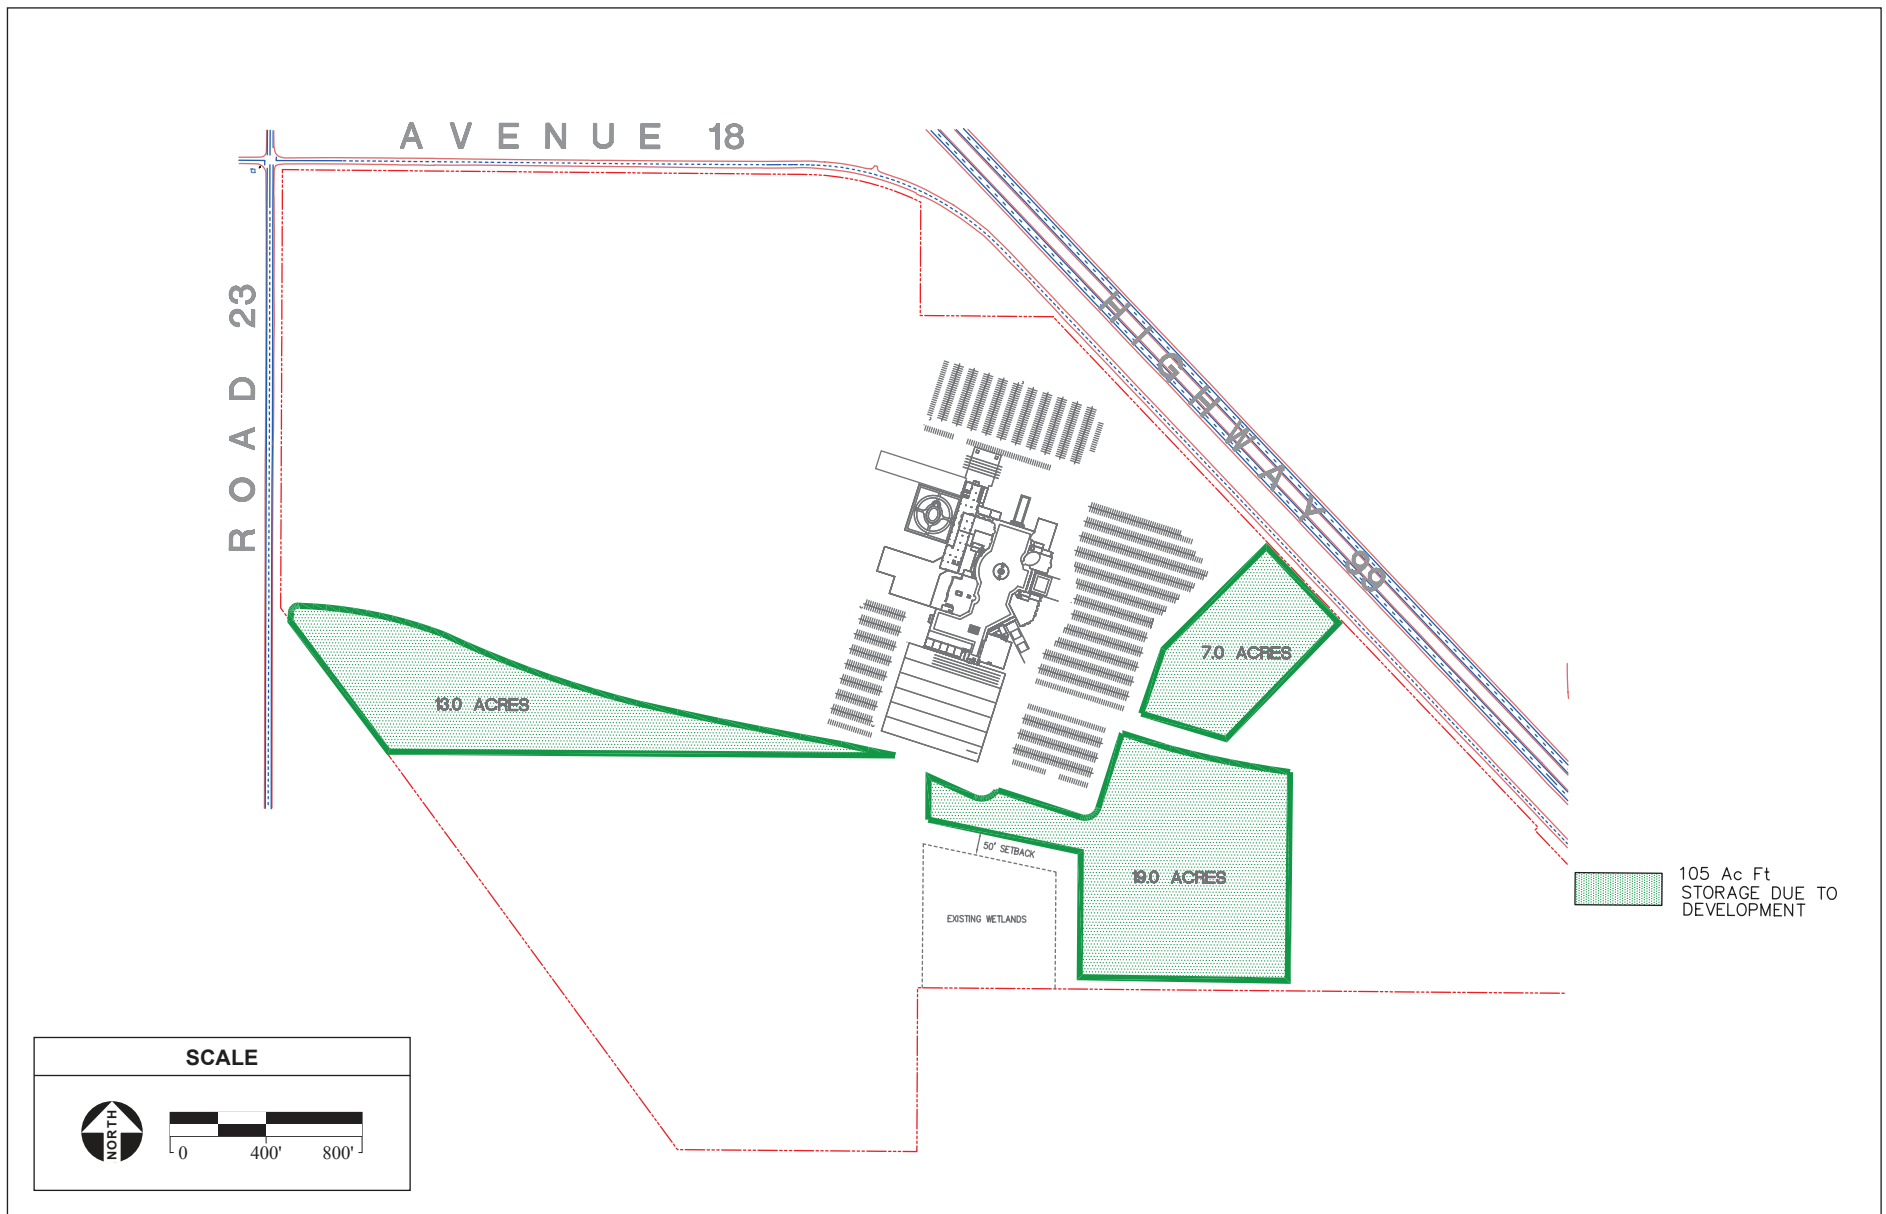 AVENUE 18
ROAD 23
HIGHWAY 99
7.0 ACRES
13.0 ACRES
50' SETBACK
19.0 ACRES
EXISTING WETLANDS
105 Ac Ft
STORAGE DUE TO
DEVELOPMENT
SCALE
NORTH
0 400' 800'